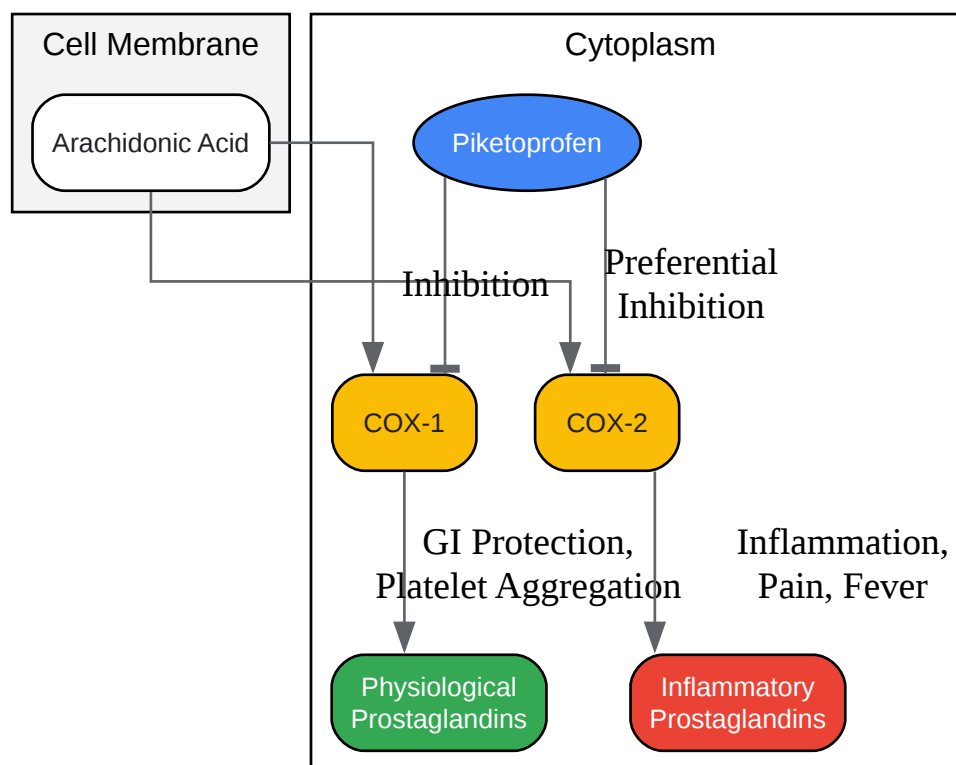 Cell Membrane
Cytoplasm
Arachidonic Acid
Piketoprofen
Inhibition
Preferential
Inhibition
COX-1
COX-2
GI Protection,
Platelet Aggregation
Inflammation,
Pain, Fever
Physiological
Prostaglandins
Inflammatory
Prostaglandins